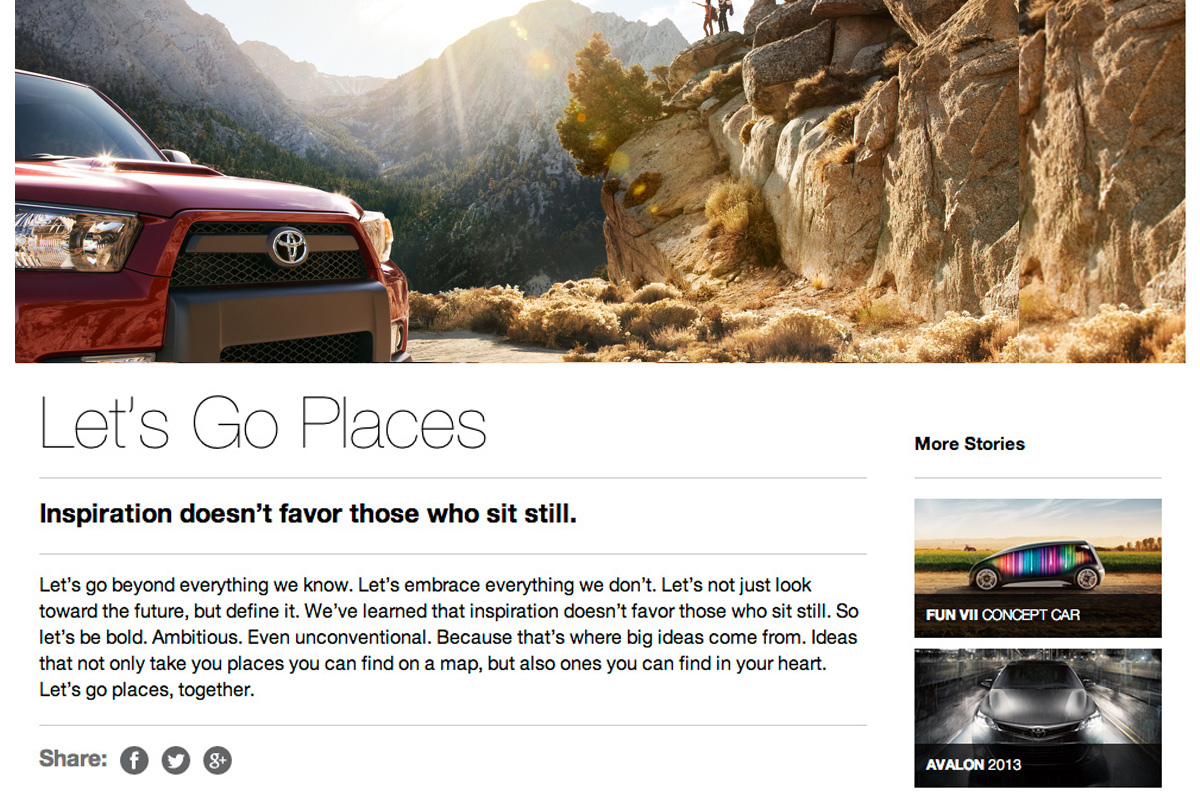 Let’s Go Places
Inspiration doesn’t favor those who sit still.
Let’s go beyond everything we know. Let’s embrace everything we don’t. Let’s not just look
toward the future, but define it. We’ve learned that inspiration doesn’t favor those who sit still. So
let’s be bold. Ambitious. Even unconventional. Because that’s where big ideas come from. Ideas
that not only take you places you can find on a map, but also ones you can find in your heart.
Let’s go places, together.
Share:
More Stories
FUN VII CONCEPT CAR
AVALON 2013